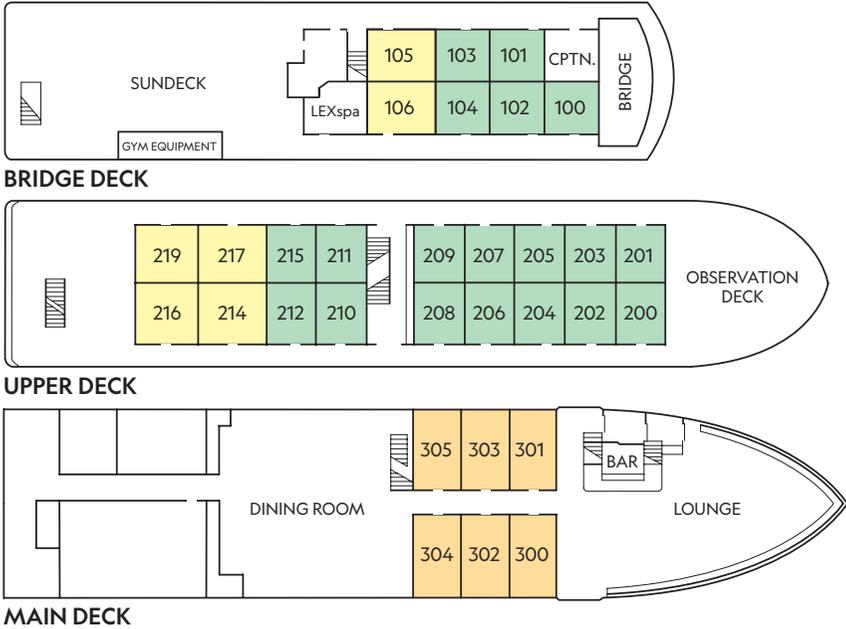 105 103 101 CPTN. BRIDGE
SUNDECK
LEXspa 106 104 102 100
GYM EQUIPMENT
BRIDGE DECK
219 217 215 211 209 207 205 203 201
OBSERVATION
DECK
216 214 212 210 208 206 204 202 200
UPPER DECK
305 303 301
BAR
DINING ROOM
LOUNGE
304 302 300
MAIN DECK